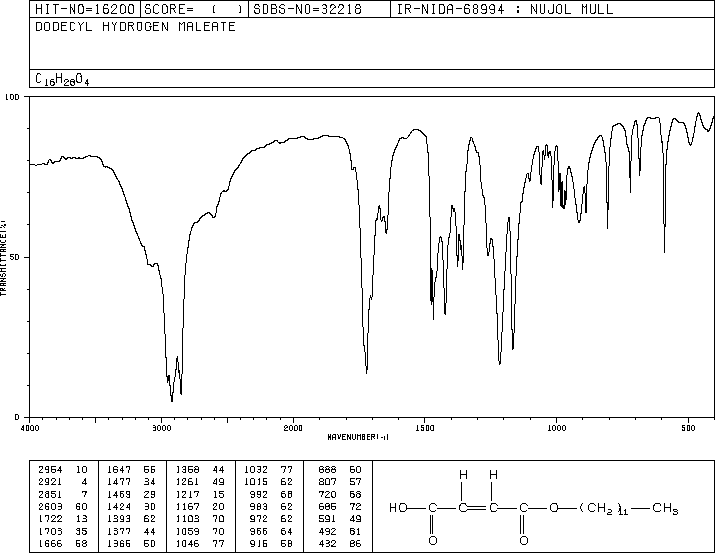 HIT-NO=16200 SCORE= ( ) SDBS-NO=32218 IR-NIDA-68994 : NUJOL MULL
DODECYL HYDROGEN MALEATE
C16H28O4
100
50
0
TRANSMITTANCE(%)
4000 3000 2000 1500 1000 500
WAVENUMBER(-1)
2954 10 1647 56 1368 44 1032 77 888 60
2921 4 1477 34 1261 49 1015 62 807 57
2851 7 1469 29 1217 15 992 68 720 68
2603 60 1424 30 1167 20 983 62 685 72
1722 13 1393 62 1103 70 972 62 591 49
1703 35 1377 44 1059 70 966 64 492 81
1666 58 1366 60 1046 77 916 58 432 86
H H
HO C C C C O (CH2)11 CH3
O O